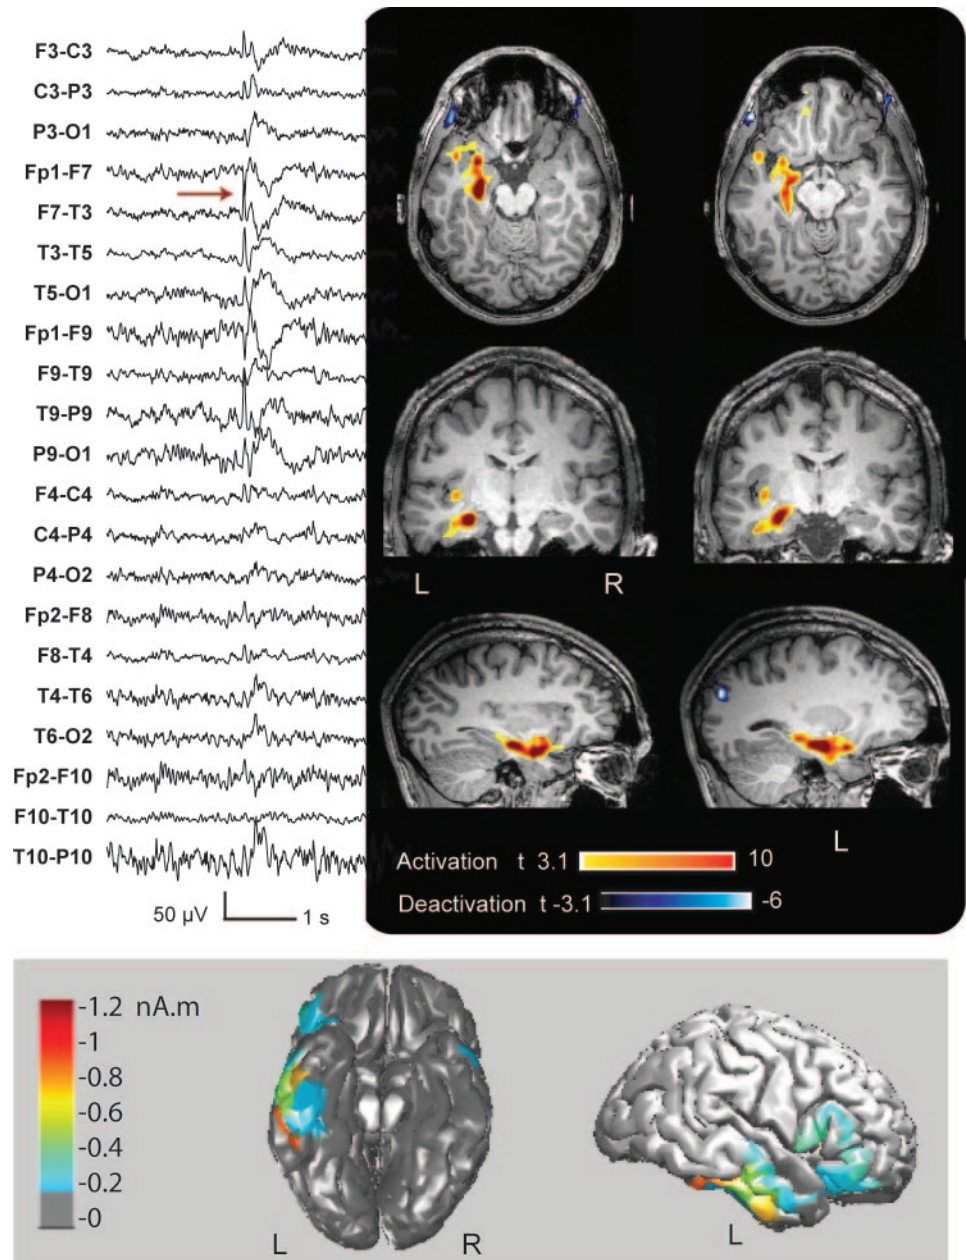 F3-C3
C3-P3
P3-O1
Fp1-F7
F7-T3
T3-T5
T5-O1
Fp1-F9
F9-T9
T9-P9
P9-O1
F4-C4
C4-P4
P4-O2
Fp2-F8
F8-T4
T4-T6
T6-O2
Fp2-F10
F10-T10
T10-P10
50 µV 1 s
L R
L
Activation t 3.1 10
Deactivation t -3.1 -6
-1.2 nA.m
-1
-0.8
-0.6
-0.4
-0.2
-0
L R
L